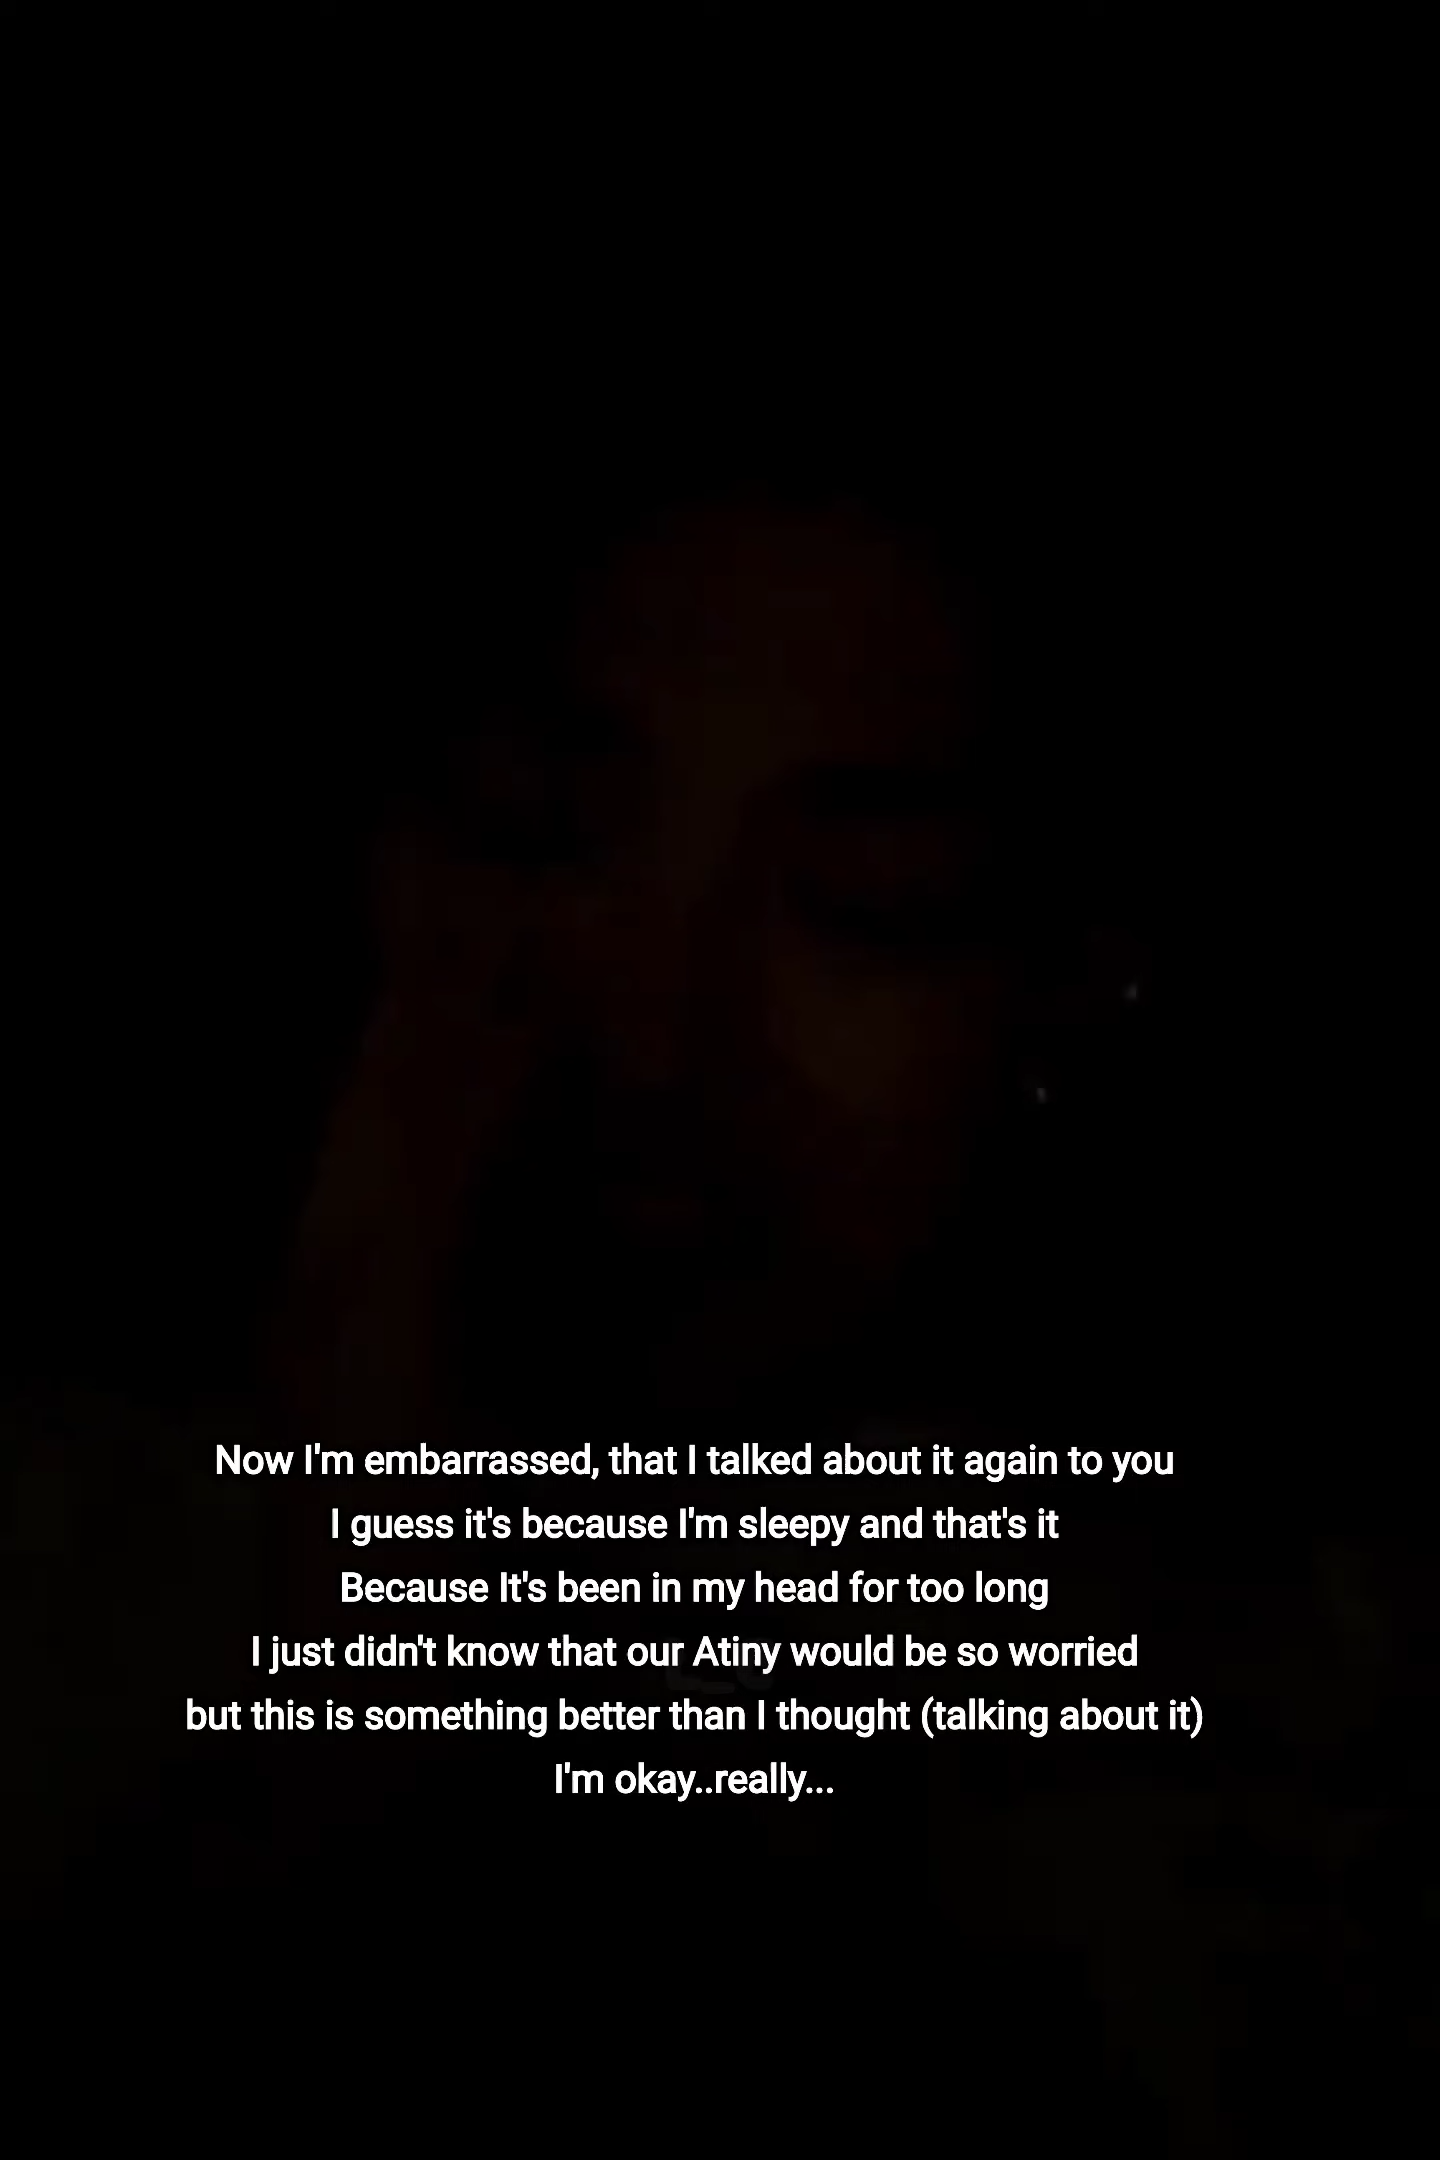 Now I'm embarrassed, that I talked about it again to you
I guess it's because I'm sleepy and that's it
Because It's been in my head for too long
I just didn't know that our Atiny would be so worried
but this is something better than I thought (talking about it)
I'm okay..really...